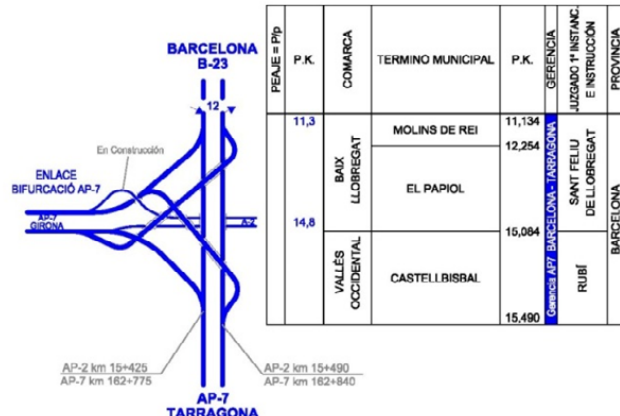 BARCELONA
B-23
12
En Construcción
ENLACE
BIFURCACIÓ AP-7
AP-7
GIRONA
A-2
AP-2 km 15+425
AP-7 km 162+775
AP-2 km 15+490
AP-7 km 162+840
AP-7
TARRAGONA
PEAJE = P/p
P.K.
COMARCA
TERMINO MUNICIPAL
P.K.
GERENCIA
JUZGADO 1ª INSTANC.
E INSTRUCCIÓN
PROVINCIA
11,3
14,8
BAIX
LLOBREGAT
VALLÈS
OCCIDENTAL
MOLINS DE REI
EL PAPIOL
CASTELLBISBAL
11,134
12,254
15,084
15,490
Gerencia AP7 BARCELONA - TARRAGONA
SANT FELIU
DE LLOBREGAT
RUBÍ
BARCELONA